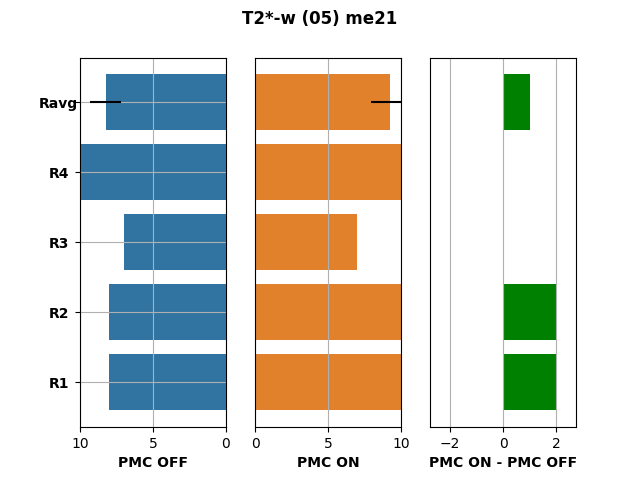 T2*-w (05) me21
Ravg
R4
R3
R2
R1
10 5 0
0 5 10
−2 0 2
PMC OFF
PMC ON
PMC ON - PMC OFF